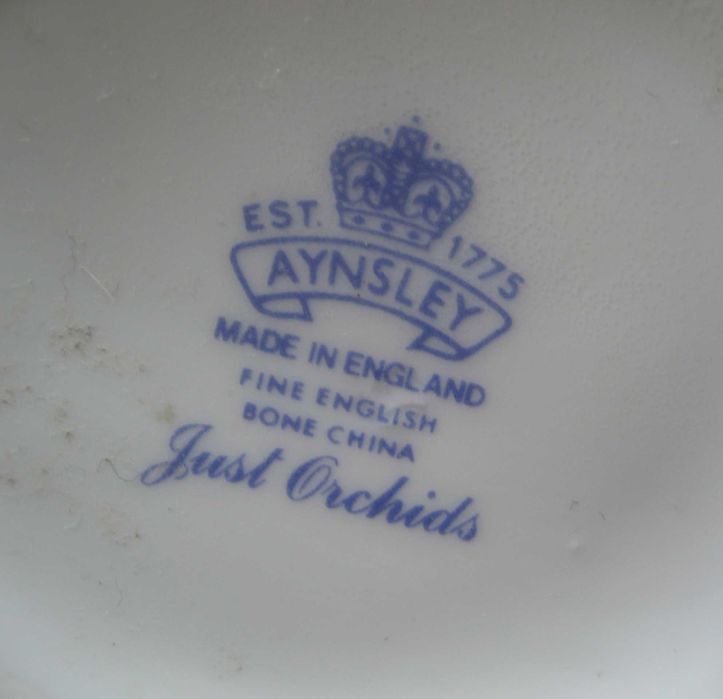 EST. 1775
AYNSLEY
MADE IN ENGLAND
FINE ENGLISH
BONE CHINA
Just Orchids